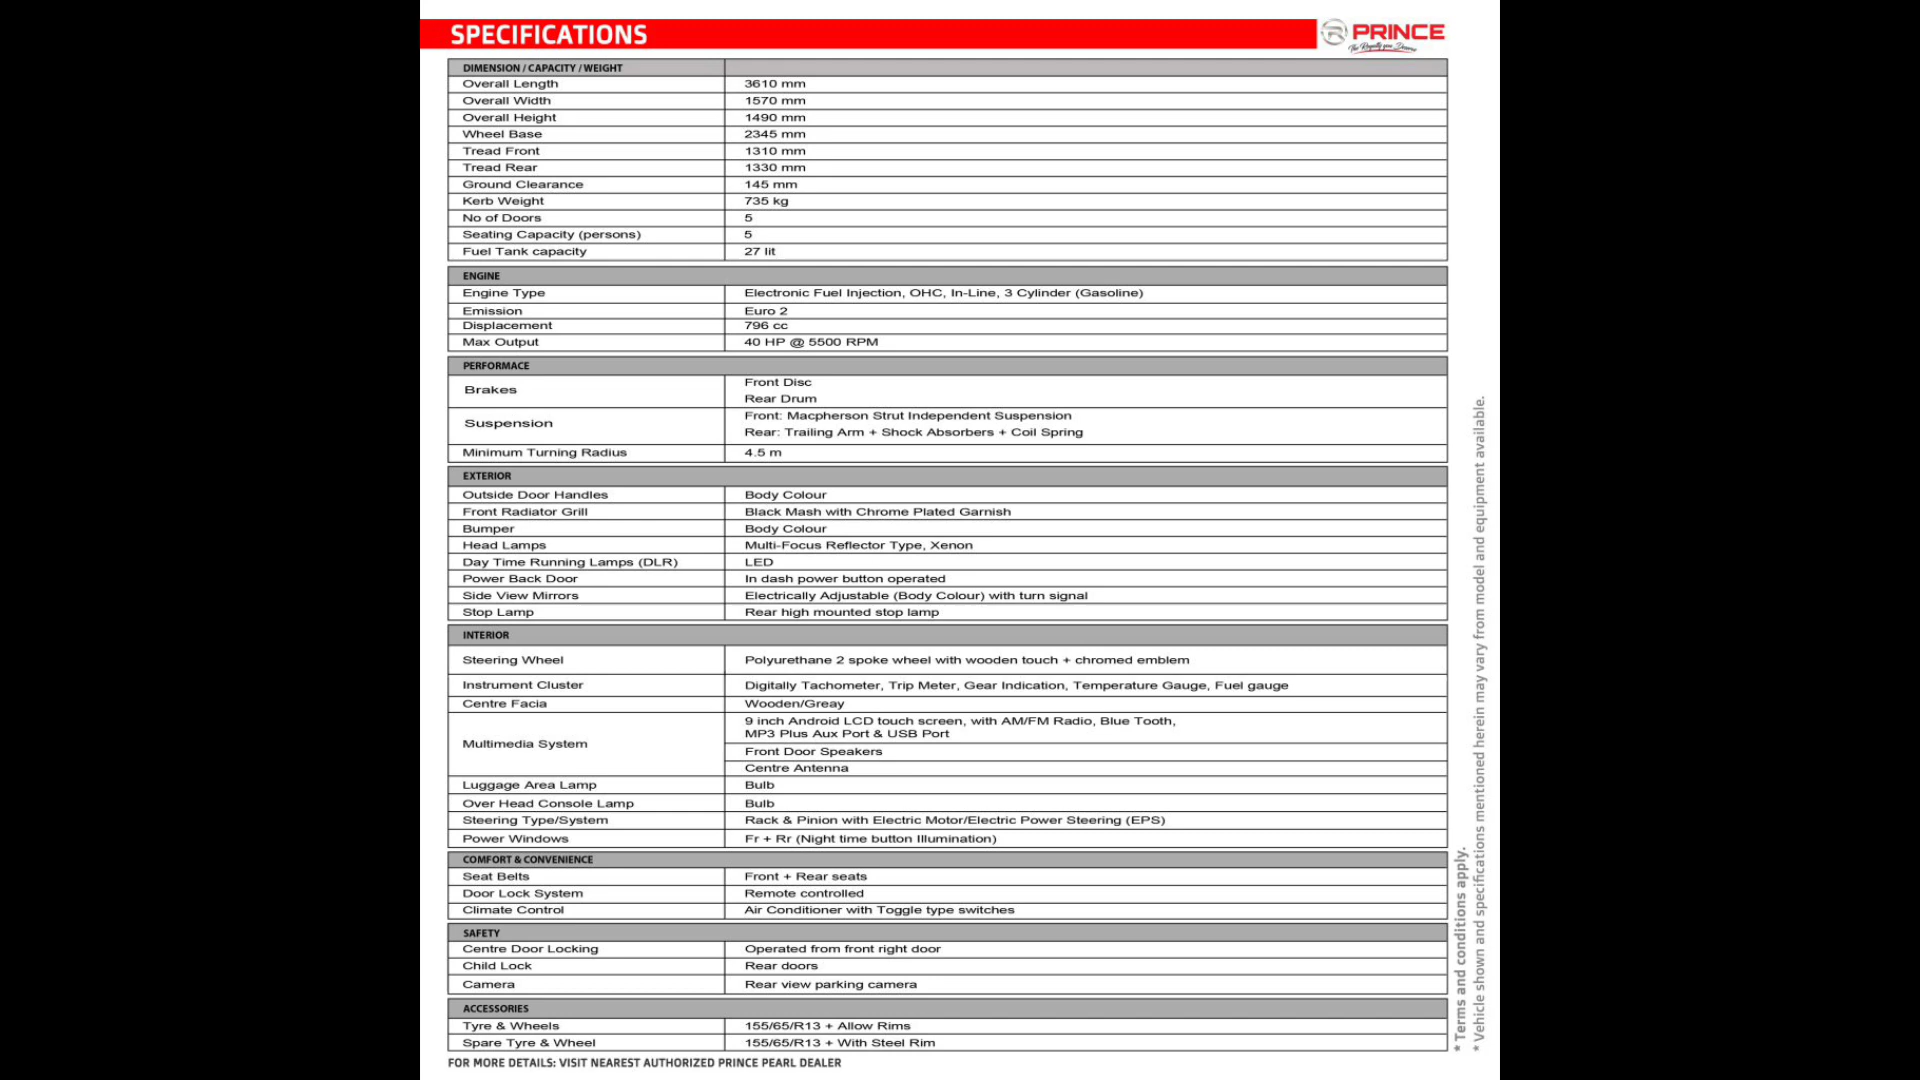 SPECIFICATIONS
PRINCE
The Royalty you Deserve
DIMENSION / CAPACITY / WEIGHT
Overall Length 3610 mm
Overall Width 1570 mm
Overall Height 1490 mm
Wheel Base 2345 mm
Tread Front 1310 mm
Tread Rear 1330 mm
Ground Clearance 145 mm
Kerb Weight 735 kg
No of Doors 5
Seating Capacity (persons) 5
Fuel Tank capacity 27 lit
ENGINE
Engine Type Electronic Fuel Injection, OHC, In-Line, 3 Cylinder (Gasoline)
Emission Euro 2
Displacement 796 cc
Max Output 40 HP @ 5500 RPM
PERFORMACE
Brakes Front Disc
Rear Drum
Suspension Front: Macpherson Strut Independent Suspension
Rear: Trailing Arm + Shock Absorbers + Coil Spring
Minimum Turning Radius 4.5 m
EXTERIOR
Outside Door Handles Body Colour
Front Radiator Grill Black Mash with Chrome Plated Garnish
Bumper Body Colour
Head Lamps Multi-Focus Reflector Type, Xenon
Day Time Running Lamps (DLR) LED
Power Back Door In dash power button operated
Side View Mirrors Electrically Adjustable (Body Colour) with turn signal
Stop Lamp Rear high mounted stop lamp
INTERIOR
Steering Wheel Polyurethane 2 spoke wheel with wooden touch + chromed emblem
Instrument Cluster Digitally Tachometer, Trip Meter, Gear Indication, Temperature Gauge, Fuel gauge
Centre Facia Wooden/Greay
Multimedia System 9 inch Android LCD touch screen, with AM/FM Radio, Blue Tooth,
MP3 Plus Aux Port & USB Port
Front Door Speakers
Centre Antenna
Luggage Area Lamp Bulb
Over Head Console Lamp Bulb
Steering Type/System Rack & Pinion with Electric Motor/Electric Power Steering (EPS)
Power Windows Fr + Rr (Night time button Illumination)
COMFORT & CONVENIENCE
Seat Belts Front + Rear seats
Door Lock System Remote controlled
Climate Control Air Conditioner with Toggle type switches
SAFETY
Centre Door Locking Operated from front right door
Child Lock Rear doors
Camera Rear view parking camera
ACCESSORIES
Tyre & Wheels 155/65/R13 + Allow Rims
Spare Tyre & Wheel 155/65/R13 + With Steel Rim
FOR MORE DETAILS: VISIT NEAREST AUTHORIZED PRINCE PEARL DEALER
* Terms and conditions apply.
* Vehicle shown and specifications mentioned herein may vary from model and equipment available.